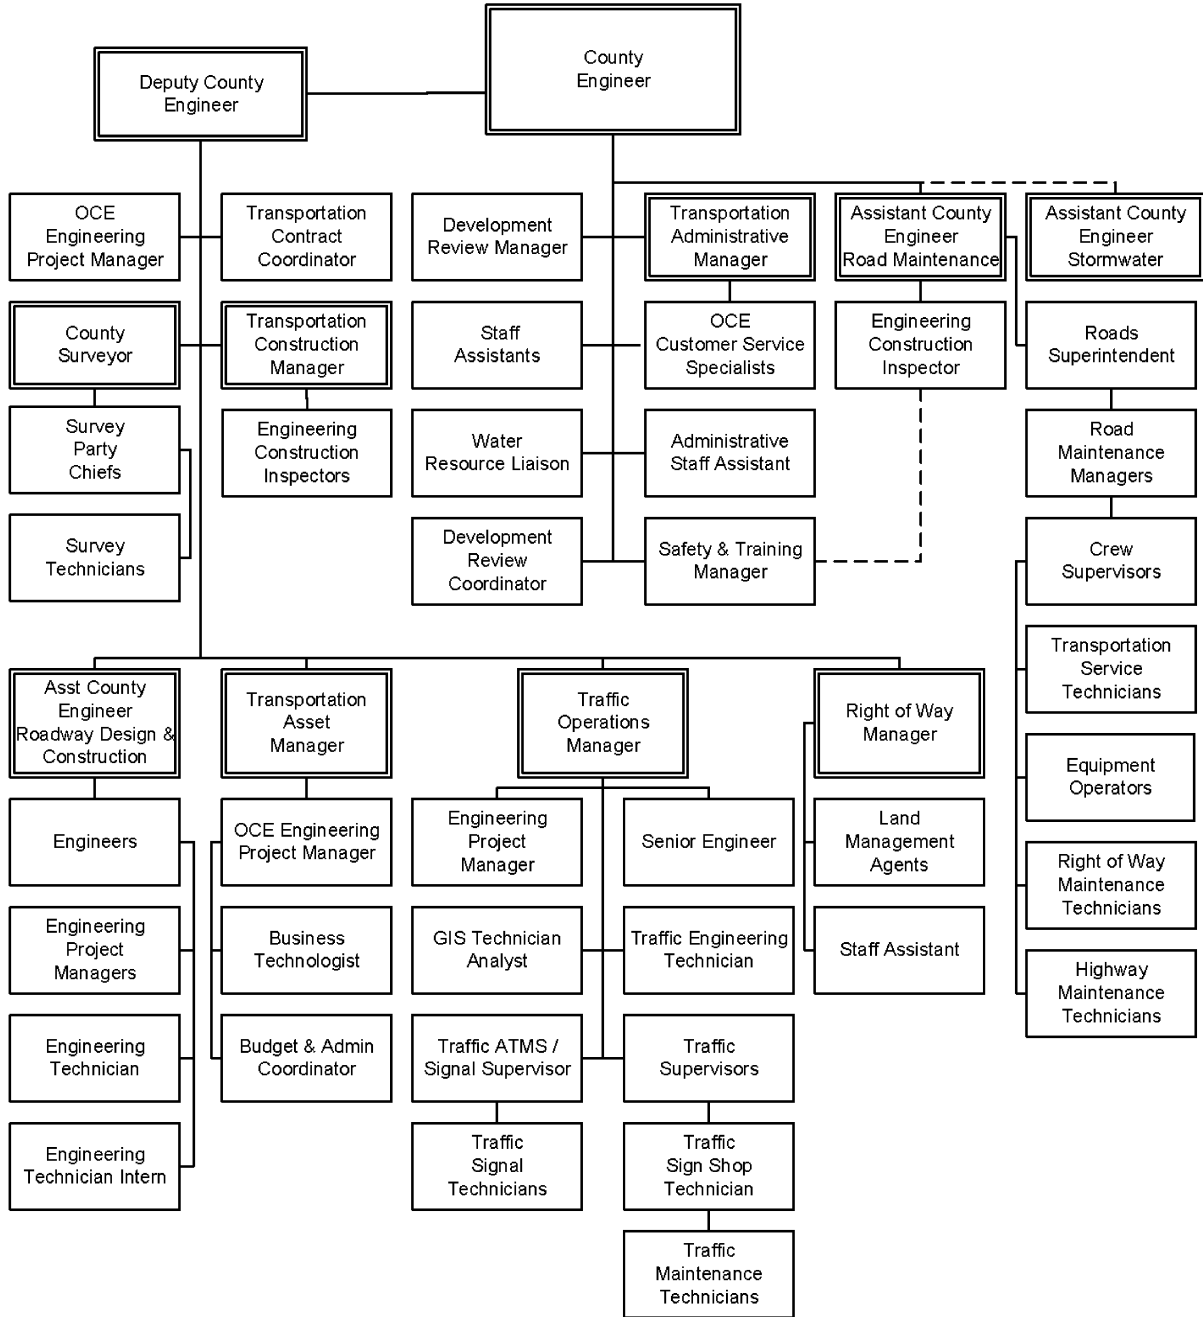 County
Engineer
Deputy County
Engineer
OCE
Engineering
Project Manager
Transportation
Contract
Coordinator
Development
Review Manager
Transportation
Administrative
Manager
Assistant County
Engineer
Road Maintenance
Assistant County
Engineer
Stormwater
County
Surveyor
Transportation
Construction
Manager
Staff
Assistants
OCE
Customer Service
Specialists
Engineering
Construction
Inspector
Roads
Superintendent
Survey
Party
Chiefs
Engineering
Construction
Inspectors
Water
Resource Liaison
Administrative
Staff Assistant
Road
Maintenance
Managers
Survey
Technicians
Development
Review
Coordinator
Safety & Training
Manager
Crew
Supervisors
Transportation
Service
Technicians
Asst County
Engineer
Roadway Design &
Construction
Transportation
Asset
Manager
Traffic
Operations
Manager
Right of Way
Manager
Equipment
Operators
Engineers
OCE Engineering
Project Manager
Engineering
Project
Manager
Senior Engineer
Land
Management
Agents
Right of Way
Maintenance
Technicians
Engineering
Project
Managers
Business
Technologist
GIS Technician
Analyst
Traffic Engineering
Technician
Staff Assistant
Highway
Maintenance
Technicians
Engineering
Technician
Budget & Admin
Coordinator
Traffic ATMS /
Signal Supervisor
Traffic
Supervisors
Engineering
Technician Intern
Traffic
Signal
Technicians
Traffic
Sign Shop
Technician
Traffic
Maintenance
Technicians